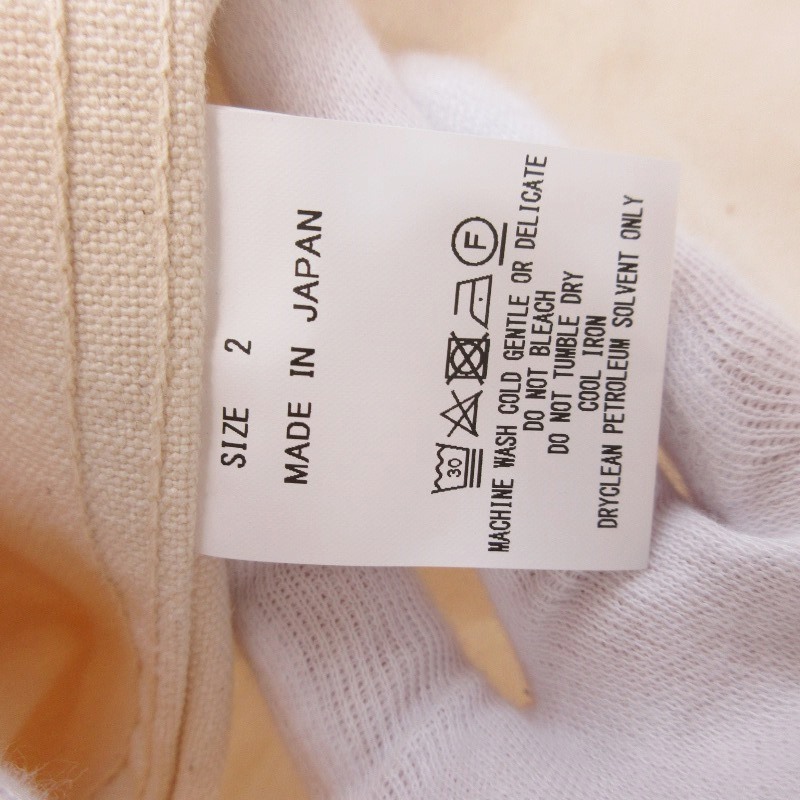 SIZE 2
MADE IN JAPAN
30 F
MACHINE WASH COLD GENTLE OR DELICATE
DO NOT BLEACH
DO NOT TUMBLE DRY
COOL IRON
DRYCLEAN PETROLEUM SOLVENT ONLY